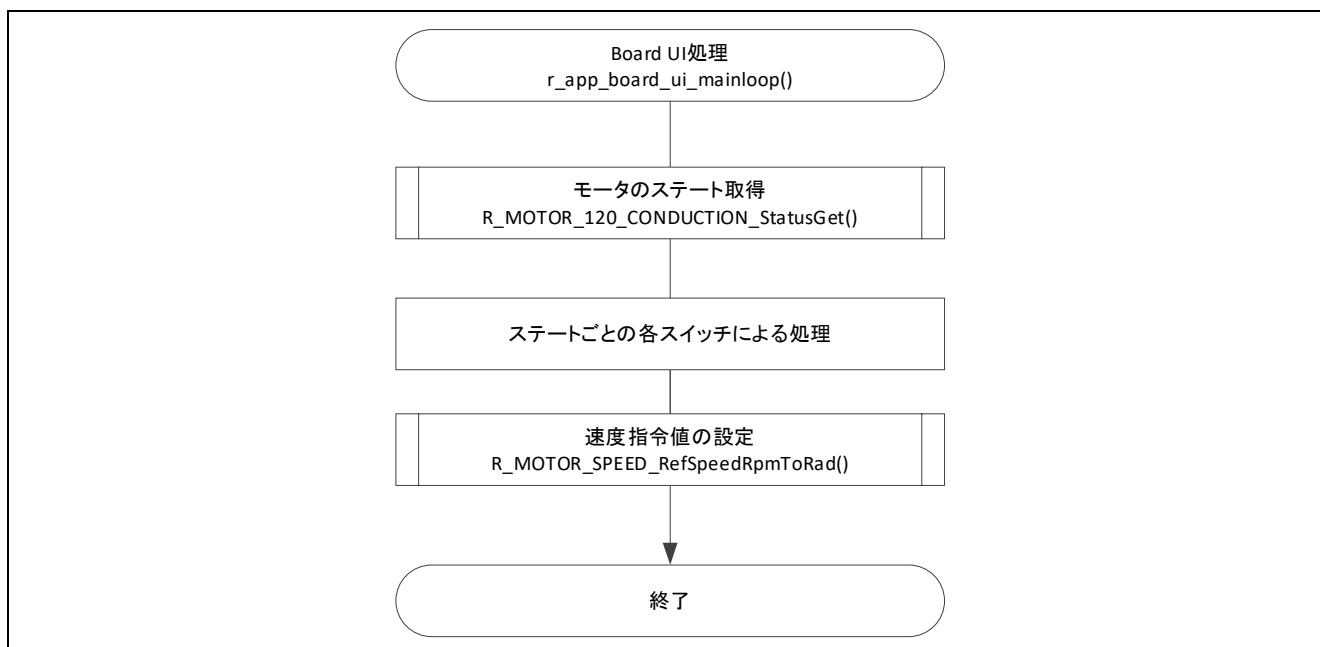 Board UI処理
r_app_board_ui_mainloop()
モータのステート取得
R_MOTOR_120_CONDUCTION_StatusGet()
ステートごとの各スイッチによる処理
速度指令値の設定
R_MOTOR_SPEED_RefSpeedRpmToRad()
終了